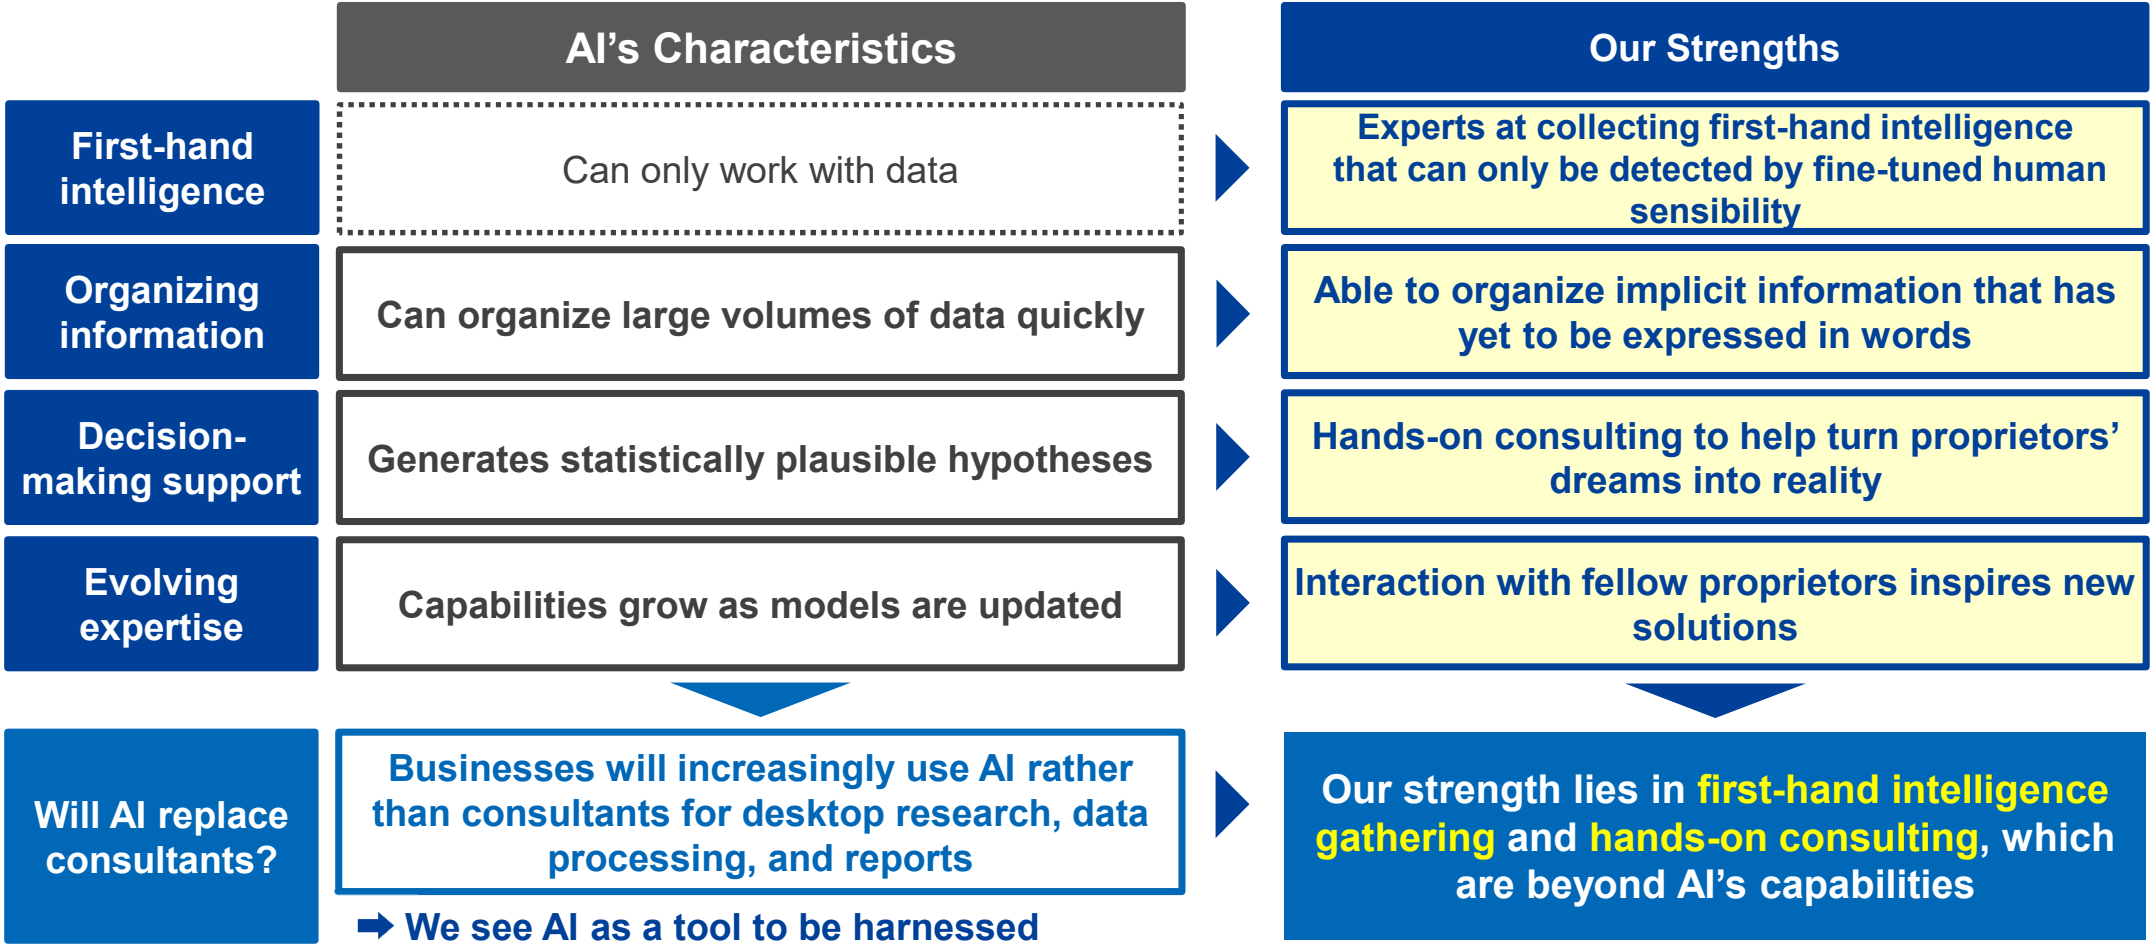 AI’s Characteristics
Our Strengths
First-hand
intelligence
Can only work with data
Experts at collecting first-hand intelligence
that can only be detected by fine-tuned human
sensibility
Organizing
information
Can organize large volumes of data quickly
Able to organize implicit information that has
yet to be expressed in words
Decision-
making support
Generates statistically plausible hypotheses
Hands-on consulting to help turn proprietors’
dreams into reality
Evolving
expertise
Capabilities grow as models are updated
Interaction with fellow proprietors inspires new
solutions
Will AI replace
consultants?
Businesses will increasingly use AI rather
than consultants for desktop research, data
processing, and reports
➡ We see AI as a tool to be harnessed
Our strength lies in first-hand intelligence
gathering and hands-on consulting, which
are beyond AI’s capabilities